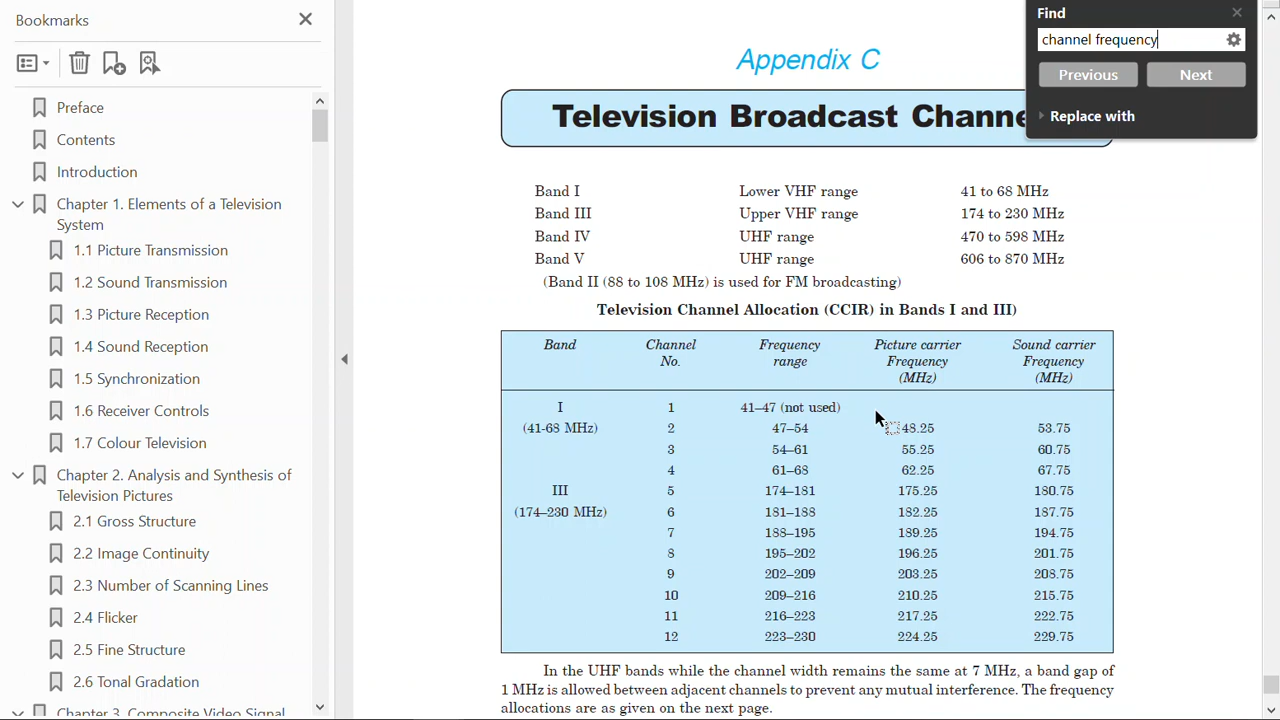 Bookmarks
Preface
Contents
Introduction
Chapter 1. Elements of a Television
System
1.1 Picture Transmission
1.2 Sound Transmission
1.3 Picture Reception
1.4 Sound Reception
1.5 Synchronization
1.6 Receiver Controls
1.7 Colour Television
Chapter 2. Analysis and Synthesis of
Television Pictures
2.1 Gross Structure
2.2 Image Continuity
2.3 Number of Scanning Lines
2.4 Flicker
2.5 Fine Structure
2.6 Tonal Gradation
Chapter 3. Composite Video Signal
Find
channel frequency
Previous Next
Replace with
Appendix C
Television Broadcast
Band I Lower VHF range 41 to 68 MHz
Band III Upper VHF range 174 to 230 MHz
Band IV UHF range 470 to 598 MHz
Band V UHF range 606 to 870 MHz
(Band II (88 to 108 MHz) is used for FM broadcasting)
Television Channel Allocation (CCIR) in Bands I and III)
Band Channel Frequency Picture carrier Sound carrier
No. range Frequency Frequency
(MHz) (MHz)
I 1 41–47 (not used)
(41-68 MHz) 2 47–54 48.25 53.75
3 54–61 55.25 60.75
4 61–68 62.25 67.75
III 5 174–181 175.25 180.75
(174–230 MHz) 6 181–188 182.25 187.75
7 188–195 189.25 194.75
8 195–202 196.25 201.75
9 202–209 203.25 208.75
10 209–216 210.25 215.75
11 216–223 217.25 222.75
12 223–230 224.25 229.75
In the UHF bands while the channel width remains the same at 7 MHz, a band gap of
1 MHz is allowed between adjacent channels to prevent any mutual interference. The frequency
allocations are as given on the next page.